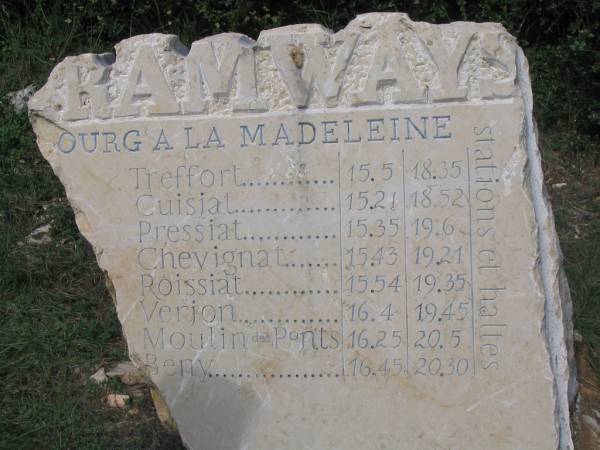 RAMWAYS
OURG A LA MADELEINE
Treffort............ 15.5 18.35
Cuisiat............. 15.21 18.52
Pressiat............ 15.35 19.6
Chevignat....... 15.43 19.21
Roissiat............ 15.54 19.35
Verjon.............. 16.4 19.45
Moulin des Ponts 16.25 20.5
Beny.................. 16.45 20.30
stations et haltes